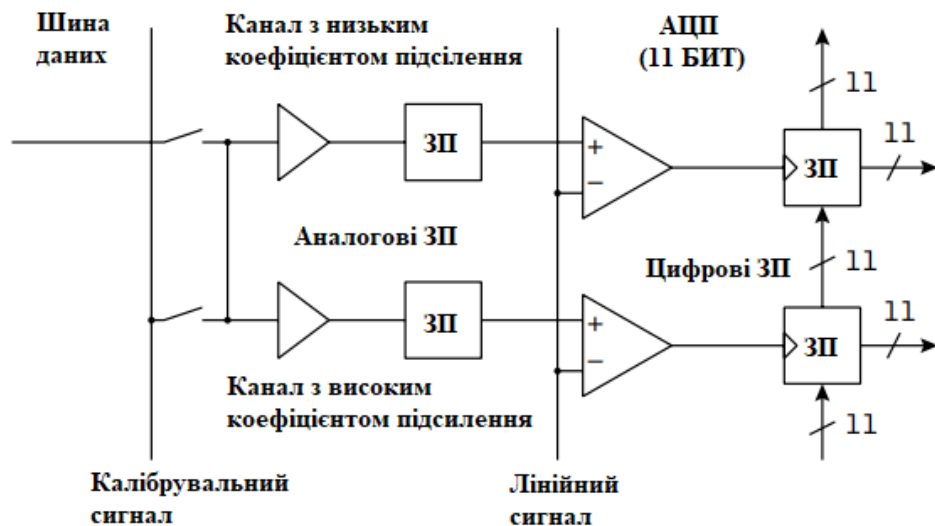 Шина
даних
Канал з низьким
коефіцієнтом підсілення
АЦП
(11 БИТ)
11
ЗП
ЗП
11
Аналогові ЗП
Цифрові ЗП
11
ЗП
ЗП
11
Канал з високим
коефіцієнтом підсилення
11
Калібрувальний
сигнал
Лінійний
сигнал